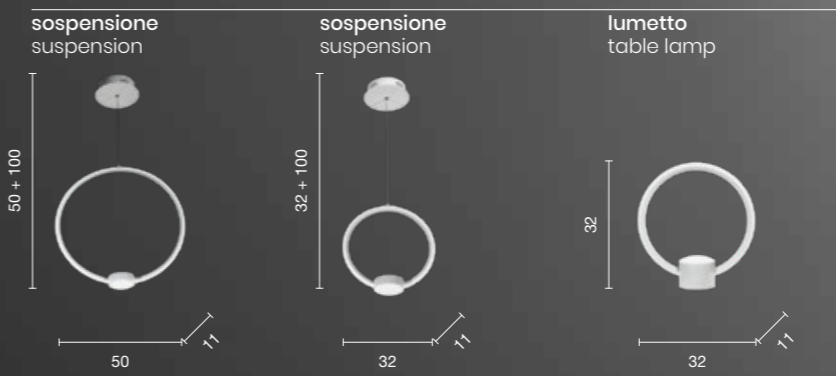 sospensione
suspension
50 + 100
50
11
sospensione
suspension
32 + 100
32
11
lumetto
table lamp
32
32
11